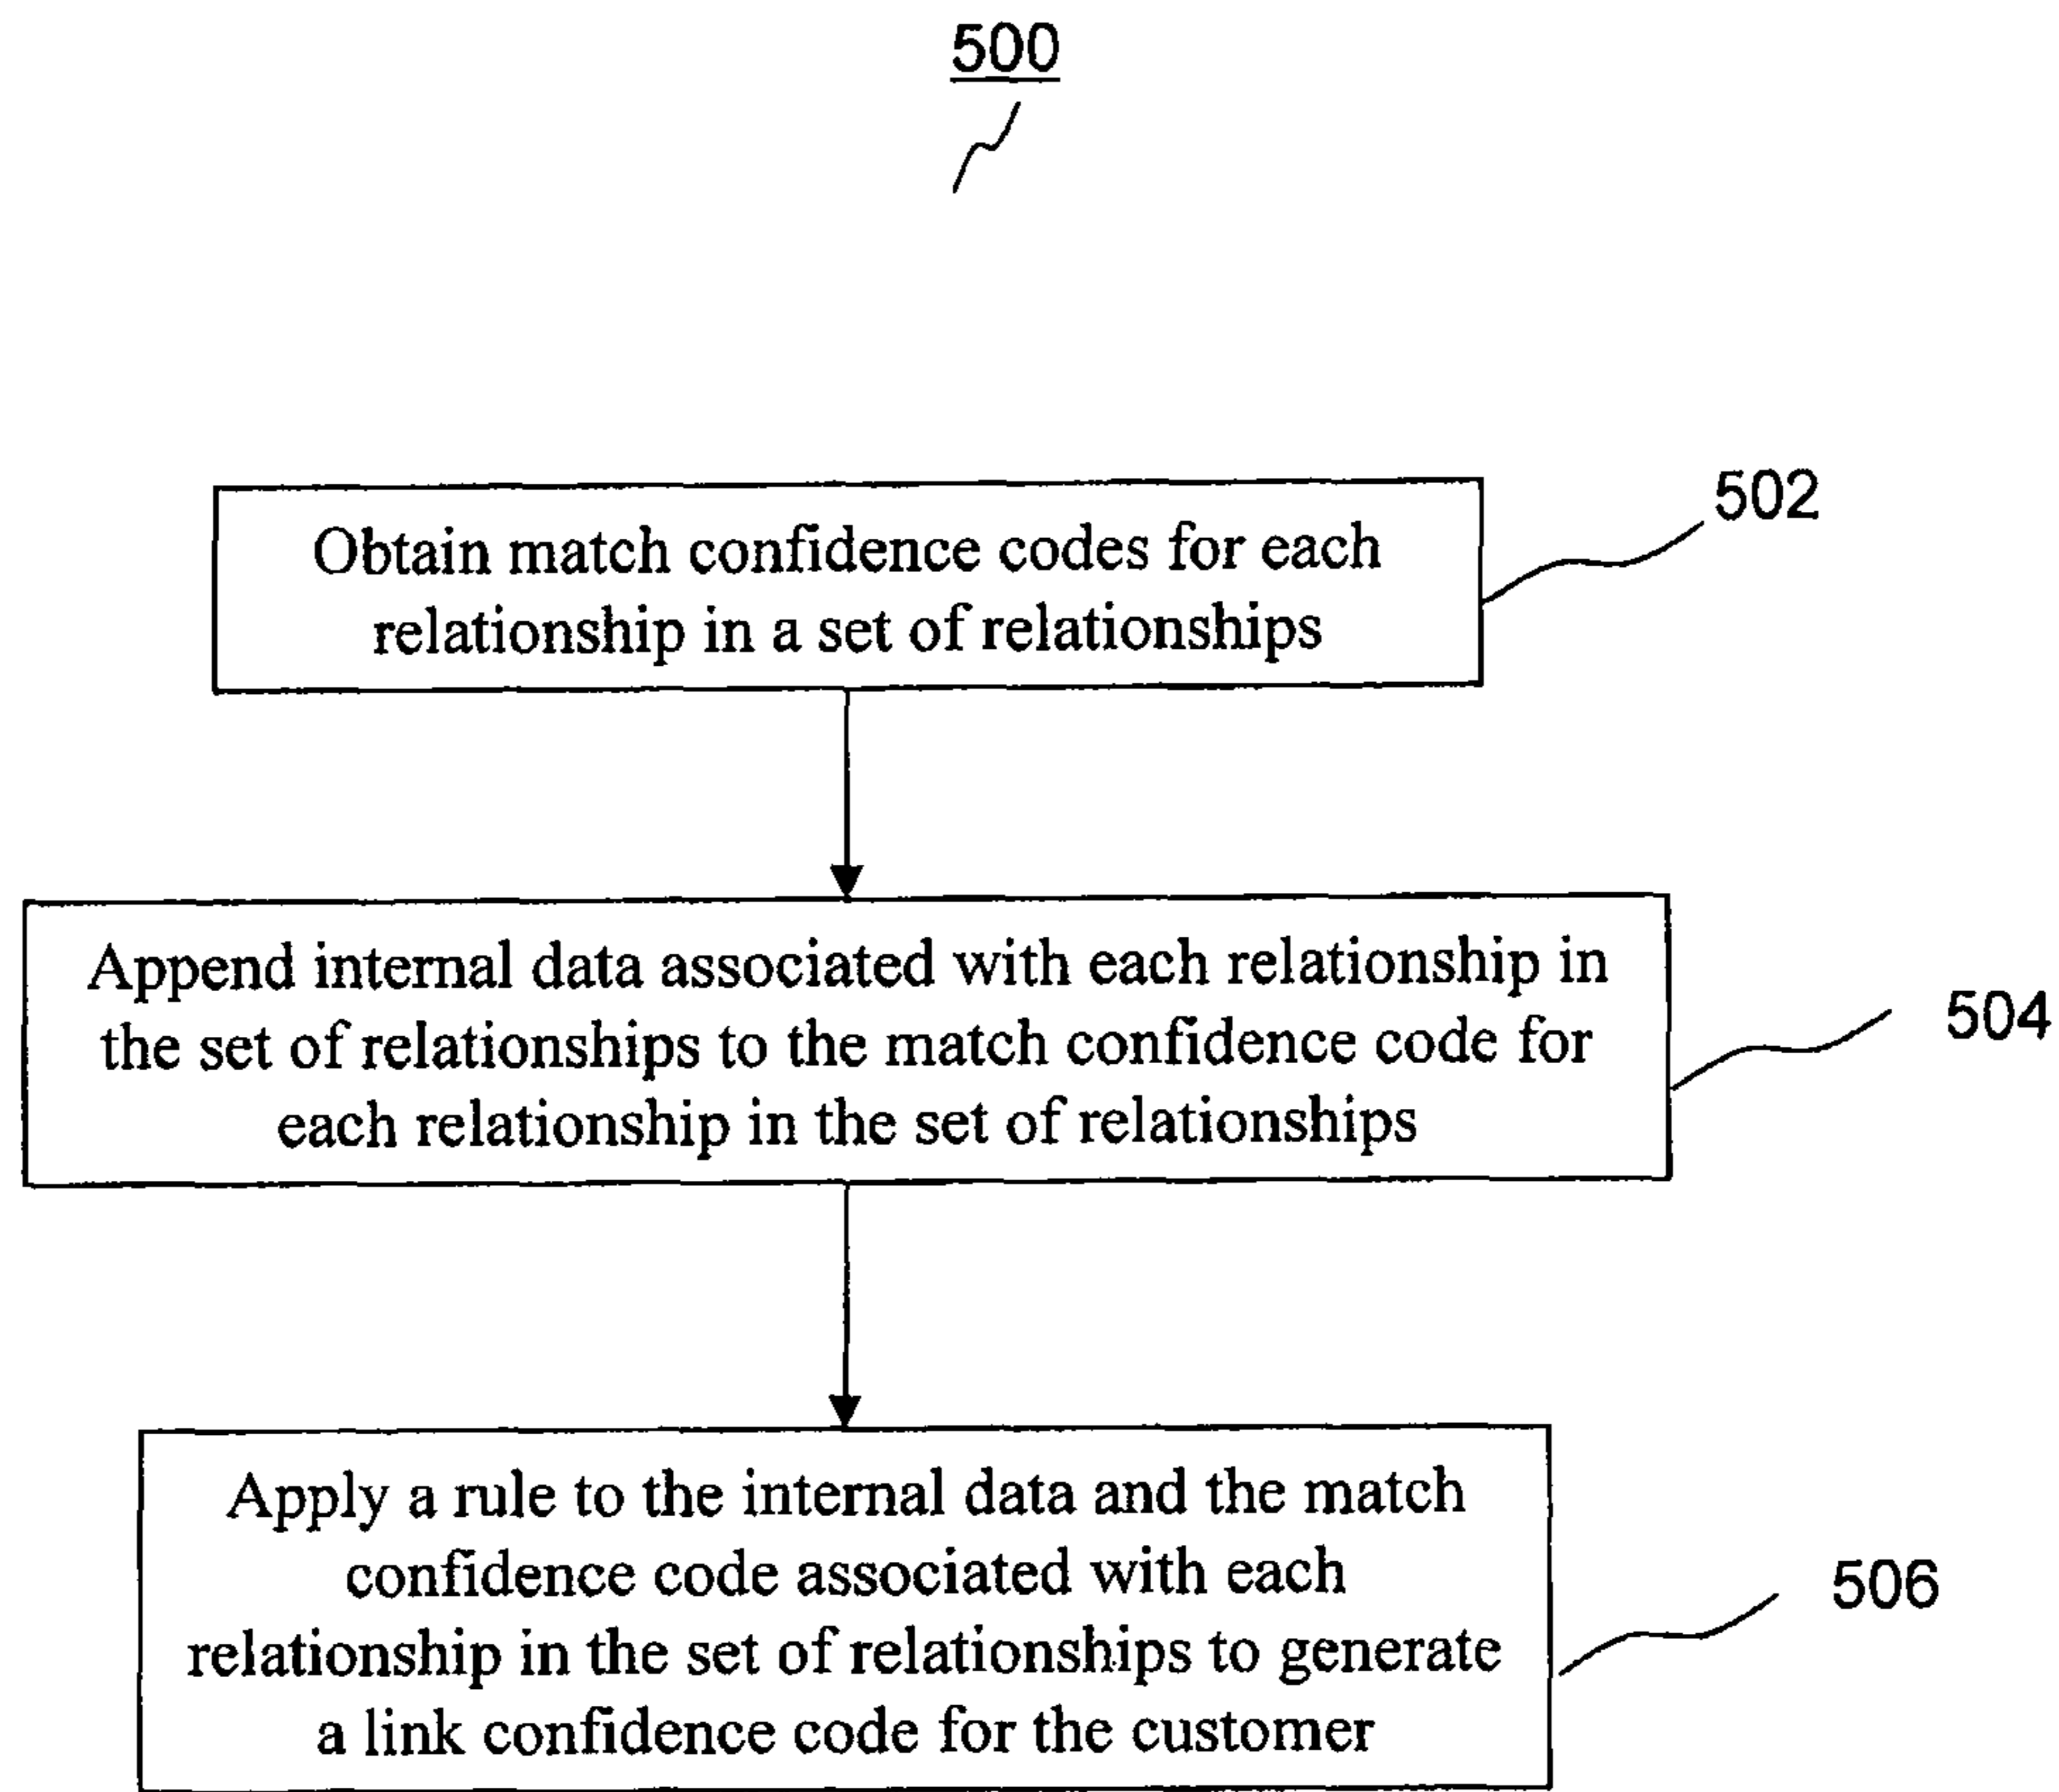 500
Obtain match confidence codes for each
relationship in a set of relationships
502
Append internal data associated with each relationship in
the set of relationships to the match confidence code for
each relationship in the set of relationships
504
Apply a rule to the internal data and the match
confidence code associated with each
relationship in the set of relationships to generate
a link confidence code for the customer
506